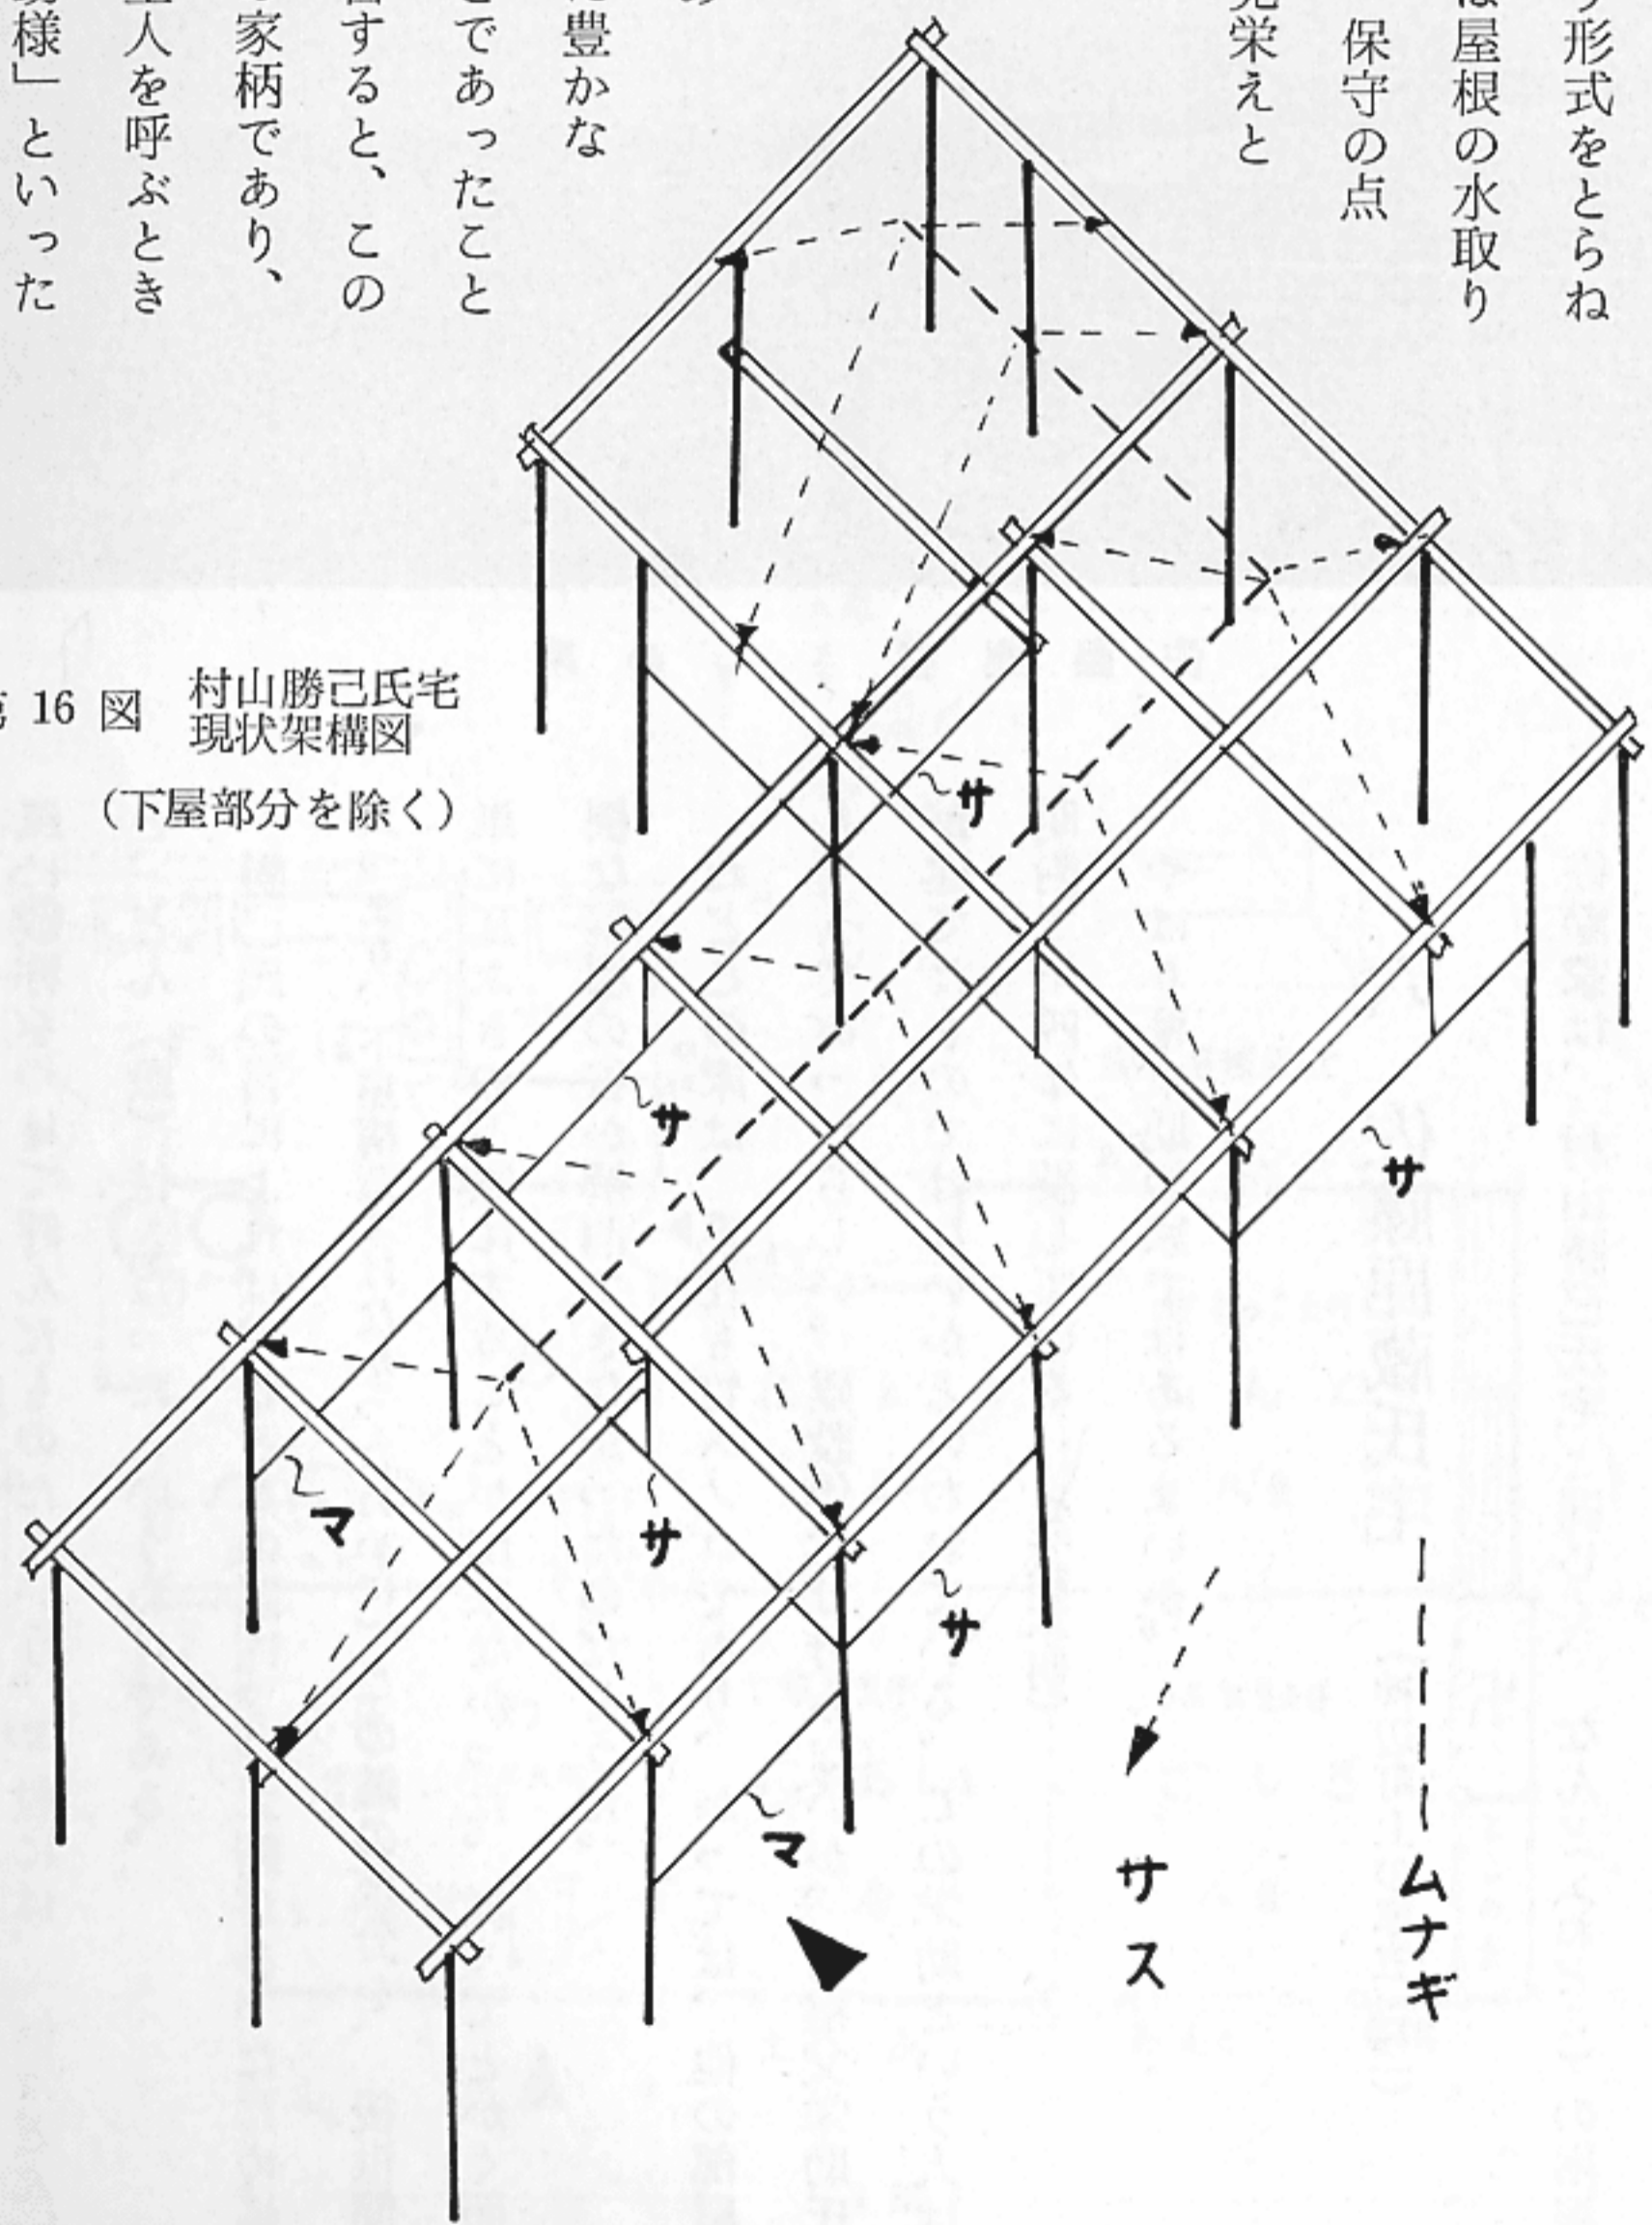 形式をとらね
屋根の水取り
保守の点
栄えと
豊かな
であったこと
すると、この
家柄であり、
人を呼ぶとき
様」といった
16 図
村山勝己氏宅
現状架構図
(下屋部分を除く)
サ
サ
サ
マ
サ
サ
マ
サス
ムナギ